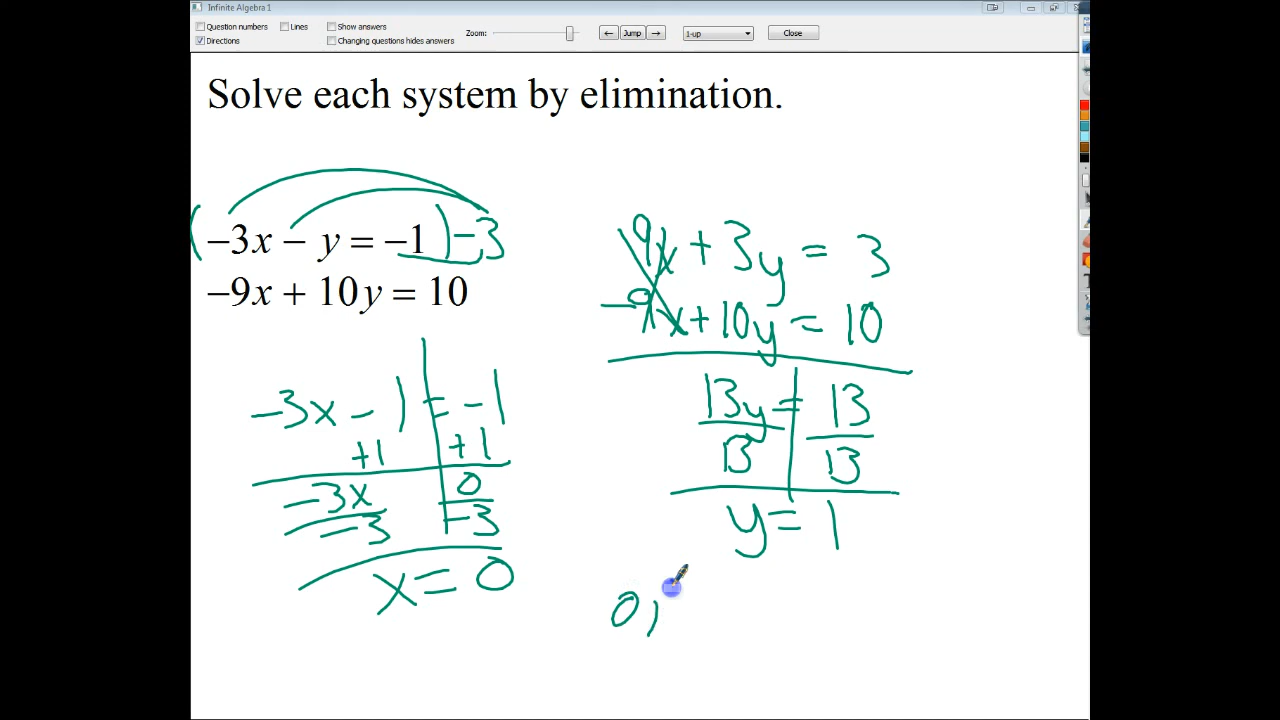 Infinite Algebra 1
Question numbers Lines Show answers
Directions Changing questions hides answers
Zoom: ← Jump → 1-up Close
Solve each system by elimination.
(−3x − y = −1) −3
−9x + 10y = 10
9x + 3y = 3
−9x + 10y = 10
13y = 13
13 13
y = 1
−3x − 1 = −1
+1 +1
−3x 0
−3 −3
x = 0
0,